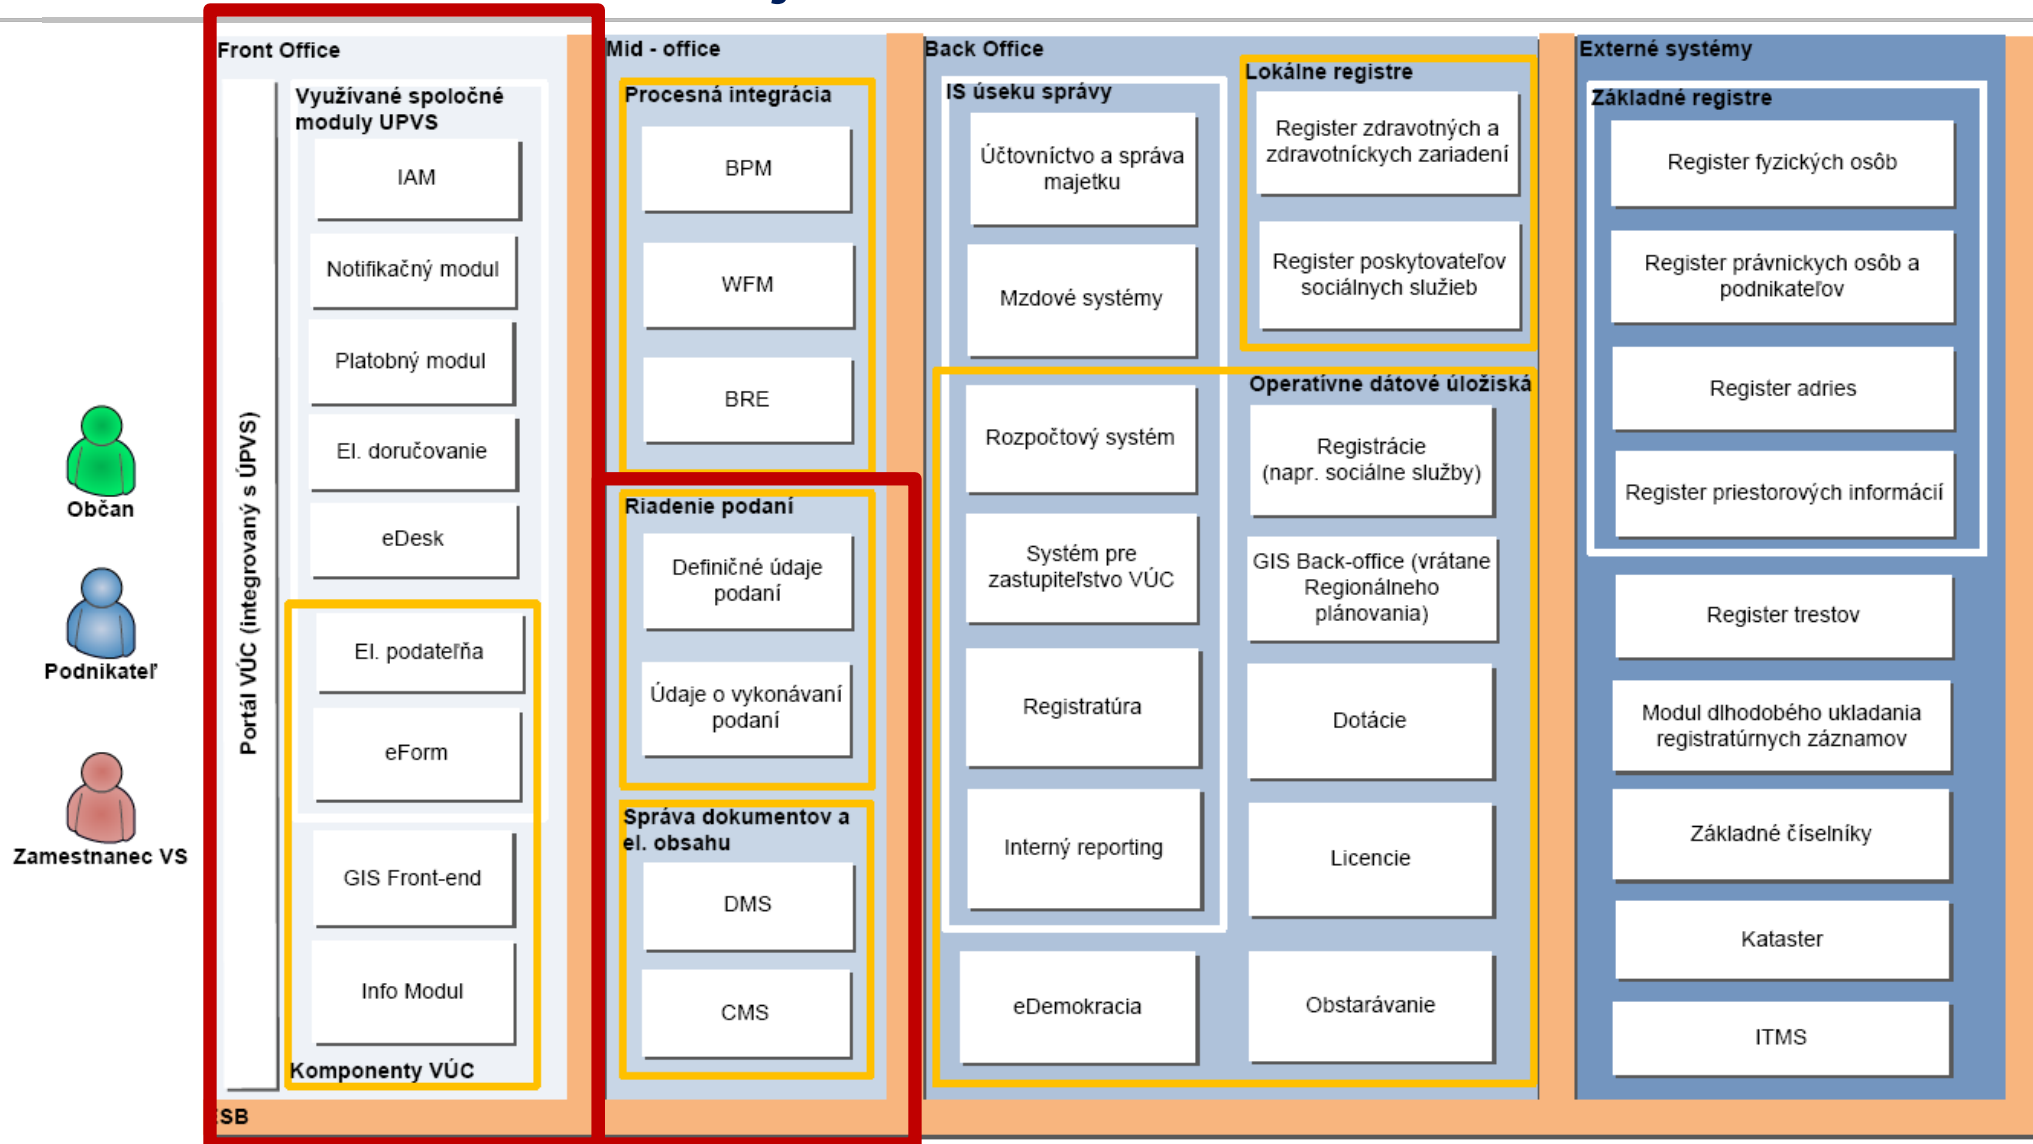 Front Office
Portál VÚC (integrovaný s ÚPVS)
Využívané spoločné
moduly UPVS
IAM
Notifikačný modul
Platobný modul
El. doručovanie
eDesk
El. podateľňa
eForm
GIS Front-end
Info Modul
Komponenty VÚC
Občan
Podnikateľ
Zamestnanec VS
Mid - office
Procesná integrácia
BPM
WFM
BRE
Riadenie podaní
Definičné údaje
podaní
Údaje o vykonávaní
podaní
Správa dokumentov a
el. obsahu
DMS
CMS
Back Office
IS úseku správy
Účtovníctvo a správa
majetku
Mzdové systémy
Rozpočtový systém
Systém pre
zastupiteľstvo VÚC
Registratúra
Interný reporting
eDemokracia
Lokálne registre
Register zdravotných a
zdravotníckych zariadení
Register poskytovateľov
sociálnych služieb
Operatívne dátové úložiská
Registrácie
(napr. sociálne služby)
GIS Back-office (vrátane
Regionálneho
plánovania)
Dotácie
Licencie
Obstarávanie
Externé systémy
Základné registre
Register fyzických osôb
Register právnických osôb a
podnikateľov
Register adries
Register priestorových informácií
Register trestov
Modul dlhodobého ukladania
registratúrnych záznamov
Základné číselníky
Kataster
ITMS
ESB